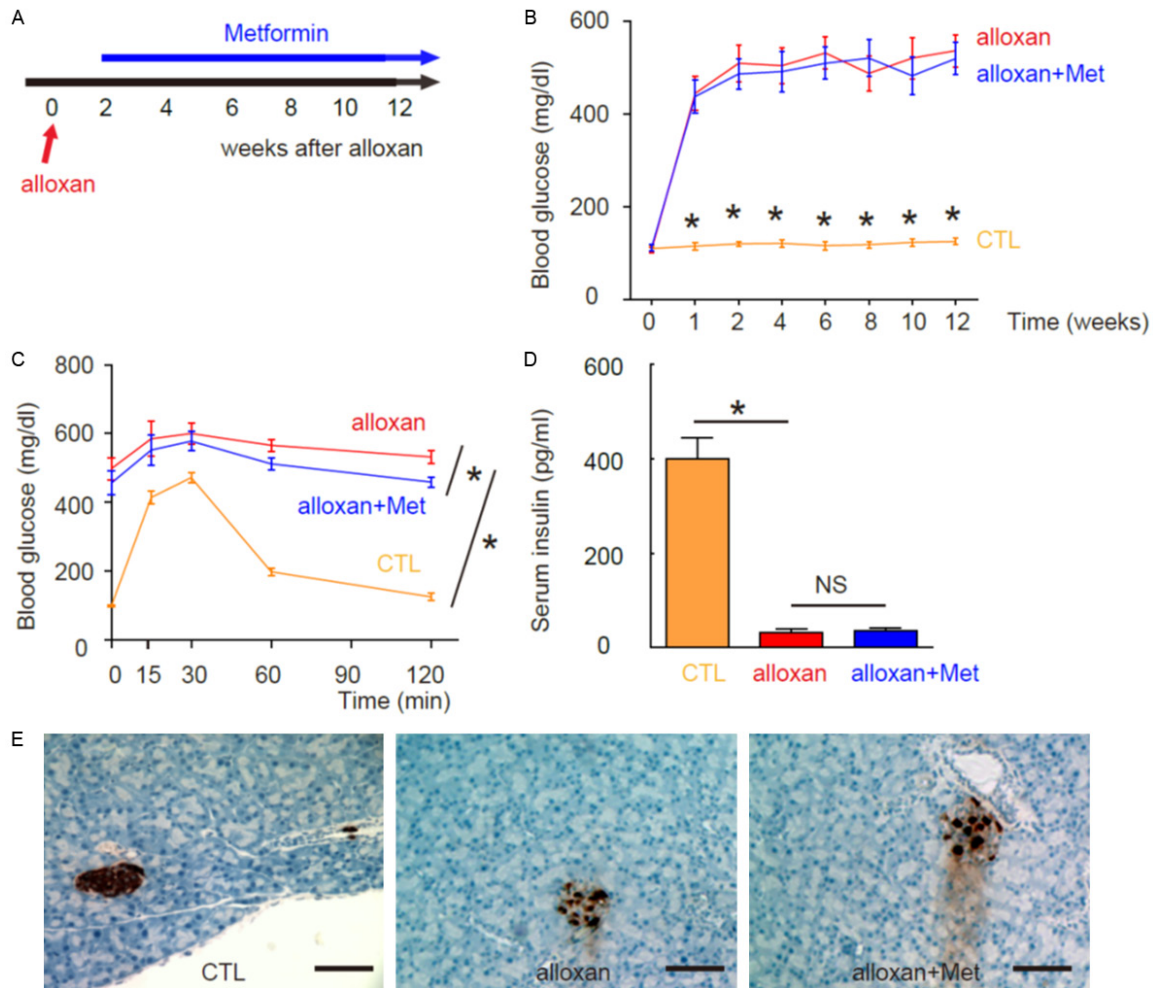 A
Metformin
0 2 4 6 8 10 12
weeks after alloxan
alloxan
B
Blood glucose (mg/dl)
600
400
200
0
alloxan
alloxan+Met
* * * * * * *
CTL
0 1 2 4 6 8 10 12 Time (weeks)
C
Blood glucose (mg/dl)
800
600
400
200
0
alloxan
alloxan+Met
CTL
*
*
0 15 30 60 90 120
Time (min)
D
Serum insulin (pg/ml)
600
400
200
0
*
NS
CTL alloxan alloxan+Met
E
CTL
alloxan
alloxan+Met